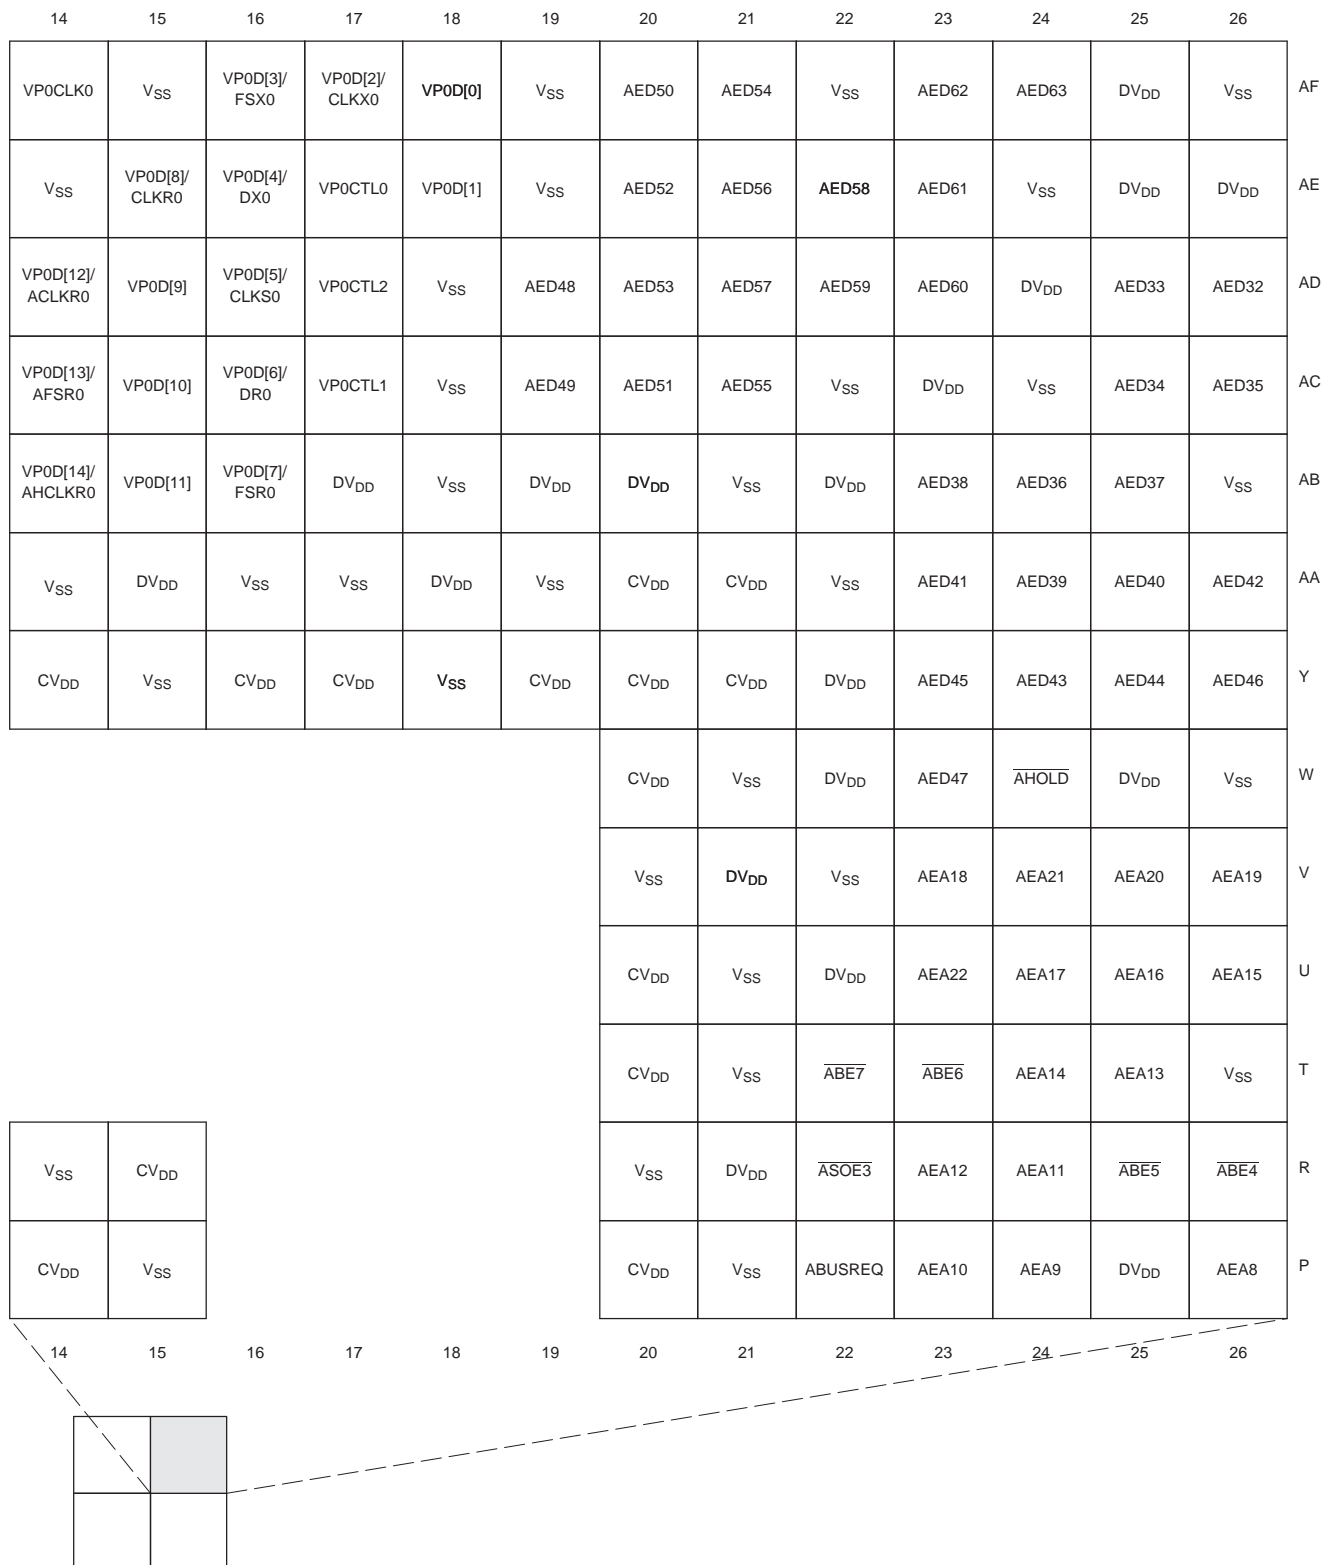 14 15 16 17 18 19 20 21 22 23 24 25 26
VP0CLK0 VSS VP0D[3]/ FSX0 VP0D[2]/ CLKX0 VP0D[0] VSS AED50 AED54 VSS AED62 AED63 DVDD VSS AF
VSS VP0D[8]/ CLKR0 VP0D[4]/ DX0 VP0CTL0 VP0D[1] VSS AED52 AED56 AED58 AED61 VSS DVDD DVDD AE
VP0D[12]/ ACLKR0 VP0D[9] VP0D[5]/ CLKS0 VP0CTL2 VSS AED48 AED53 AED57 AED59 AED60 DVDD AED33 AED32 AD
VP0D[13]/ AFSR0 VP0D[10] VP0D[6]/ DR0 VP0CTL1 VSS AED49 AED51 AED55 VSS DVDD VSS AED34 AED35 AC
VP0D[14]/ AHCLKR0 VP0D[11] VP0D[7]/ FSR0 DVDD VSS DVDD DVDD VSS DVDD AED38 AED36 AED37 VSS AB
VSS DVDD VSS VSS DVDD VSS CVDD CVDD VSS AED41 AED39 AED40 AED42 AA
CVDD VSS CVDD CVDD VSS CVDD CVDD CVDD DVDD AED45 AED43 AED44 AED46 Y
CVDD VSS DVDD AED47 AHOLD DVDD VSS W
VSS DVDD VSS AEA18 AEA21 AEA20 AEA19 V
CVDD VSS DVDD AEA22 AEA17 AEA16 AEA15 U
CVDD VSS ABE7 ABE6 AEA14 AEA13 VSS T
VSS CVDD VSS DVDD ASOE3 AEA12 AEA11 ABE5 ABE4 R
CVDD VSS CVDD VSS ABUSREQ AEA10 AEA9 DVDD AEA8 P
14 15 16 17 18 19 20 21 22 23 24 25 26